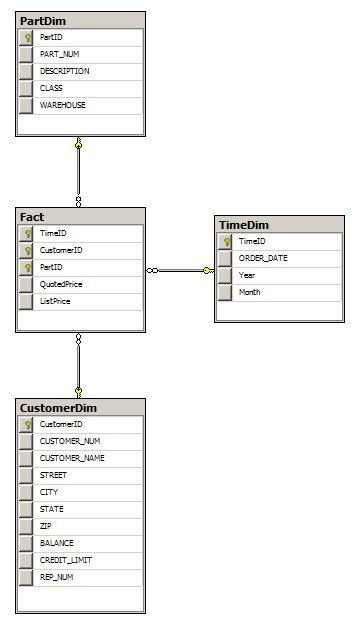 PartDim
PartID
PART_NUM
DESCRIPTION
CLASS
WAREHOUSE
Fact
TimeID
CustomerID
PartID
QuotedPrice
ListPrice
TimeDim
TimeID
ORDER_DATE
Year
Month
CustomerDim
CustomerID
CUSTOMER_NUM
CUSTOMER_NAME
STREET
CITY
STATE
ZIP
BALANCE
CREDIT_LIMIT
REP_NUM